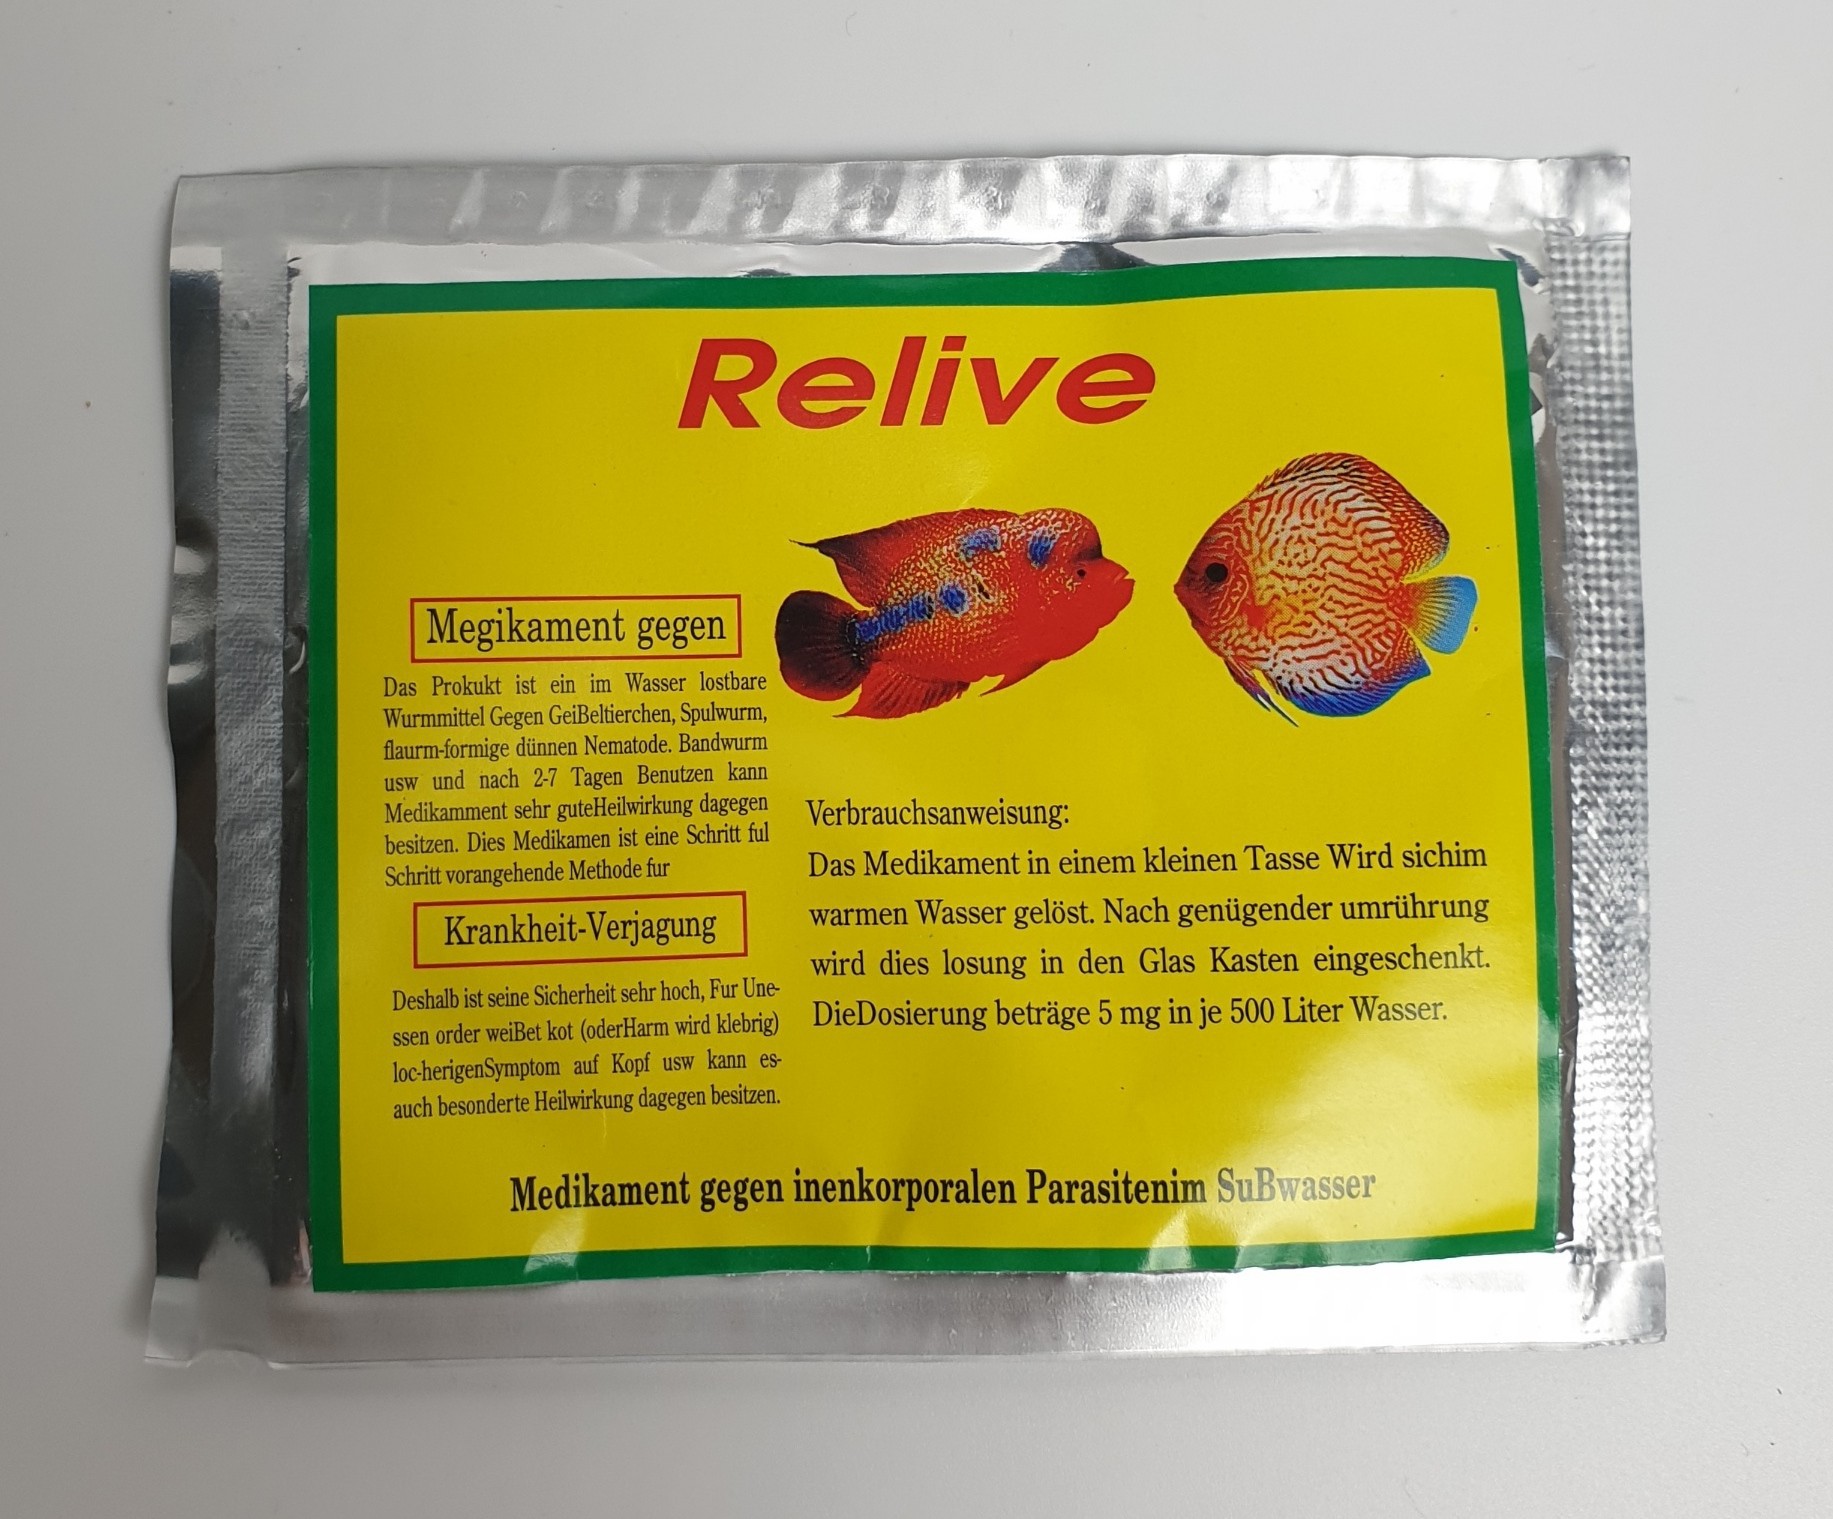 Relive
Megikament gegen
Das Prokukt ist ein im Wasser lostbare
Wurmmittel Gegen GeiBeltierchen, Spulwurm,
flaurm-formige dünnen Nematode. Bandwurm
usw und nach 2-7 Tagen Benutzen kann
Medikamment sehr guteHeilwirkung dagegen
besitzen. Dies Medikamen ist eine Schritt ful
Schritt vorangehende Methode fur
Krankheit-Verjagung
Deshalb ist seine Sicherheit sehr hoch, Fur Une-
ssen order weiBet kot (oderHarm wird klebrig)
loc-herigenSymptom auf Kopf usw kann es-
auch besonderte Heilwirkung dagegen besitzen.
Verbrauchsanweisung:
Das Medikament in einem kleinen Tasse Wird sichim
warmen Wasser gelöst. Nach genügender umrührung
wird dies losung in den Glas Kasten eingeschenkt.
DieDosierung beträge 5 mg in je 500 Liter Wasser.
Medikament gegen inenkorporalen Parasitenim SuBwasser